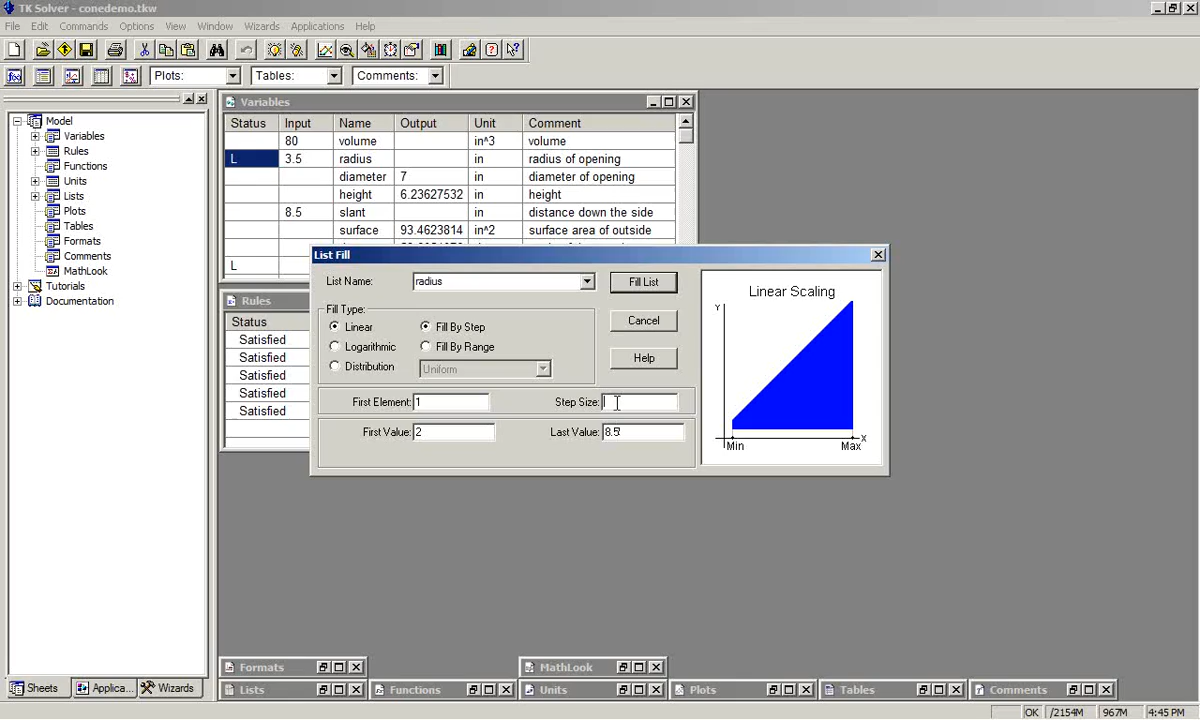 TK Solver - conedemo.tkw
File Edit Commands Options View Window Wizards Applications Help
Plots: Tables: Comments:
Model
Variables
Rules
Functions
Units
Lists
Plots
Tables
Formats
Comments
MathLook
Tutorials
Documentation
Sheets Applica... Wizards
Variables
Status Input Name Output Unit Comment
80 volume in^3 volume
L 3.5 radius in radius of opening
diameter 7 in diameter of opening
height 6.23627532 in height
8.5 slant in distance down the side
surface 93.4623814 in^2 surface area of outside
L
Rules
Status
Satisfied
Satisfied
Satisfied
Satisfied
Satisfied
List Fill
List Name: radius Fill List
Fill Type:
Linear Fill By Step Cancel
Logarithmic Fill By Range Help
Distribution Uniform
First Element: 1 Step Size:
First Value: 2 Last Value: 8.5
Linear Scaling
Y
X
Min Max
Formats MathLook
Lists Functions Units Plots Tables Comments
OK /2154M 967M 4:45 PM